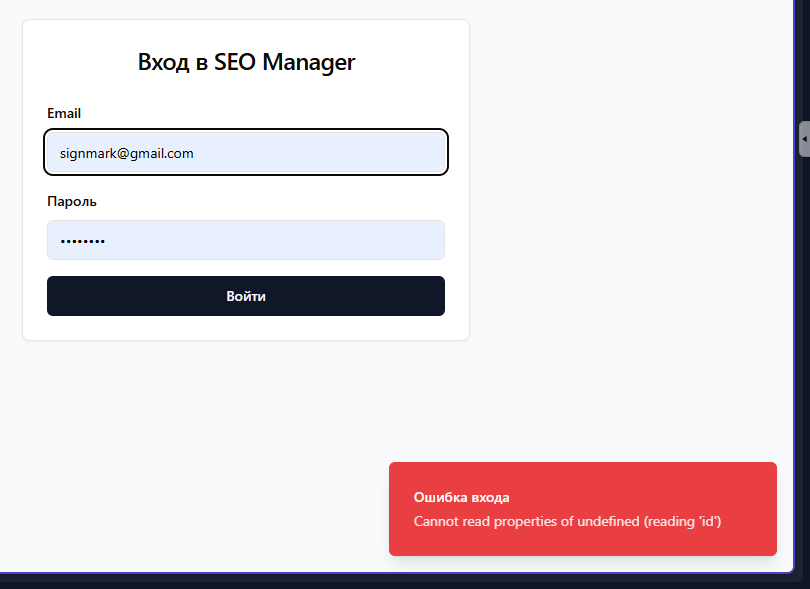 Вход в SEO Manager
Email
signmark@gmail.com
Пароль
••••••••
Войти
Ошибка входа
Cannot read properties of undefined (reading 'id')